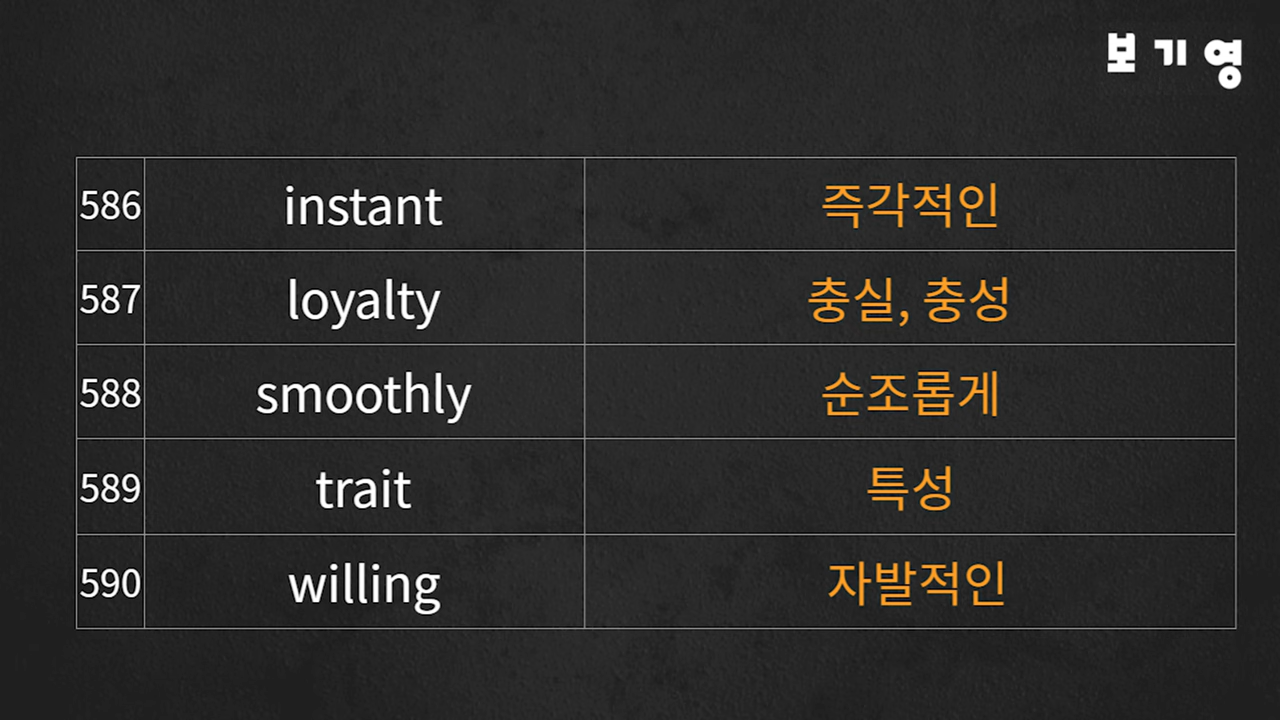 보기영
586 instant 즉각적인
587 loyalty 충실, 충성
588 smoothly 순조롭게
589 trait 특성
590 willing 자발적인